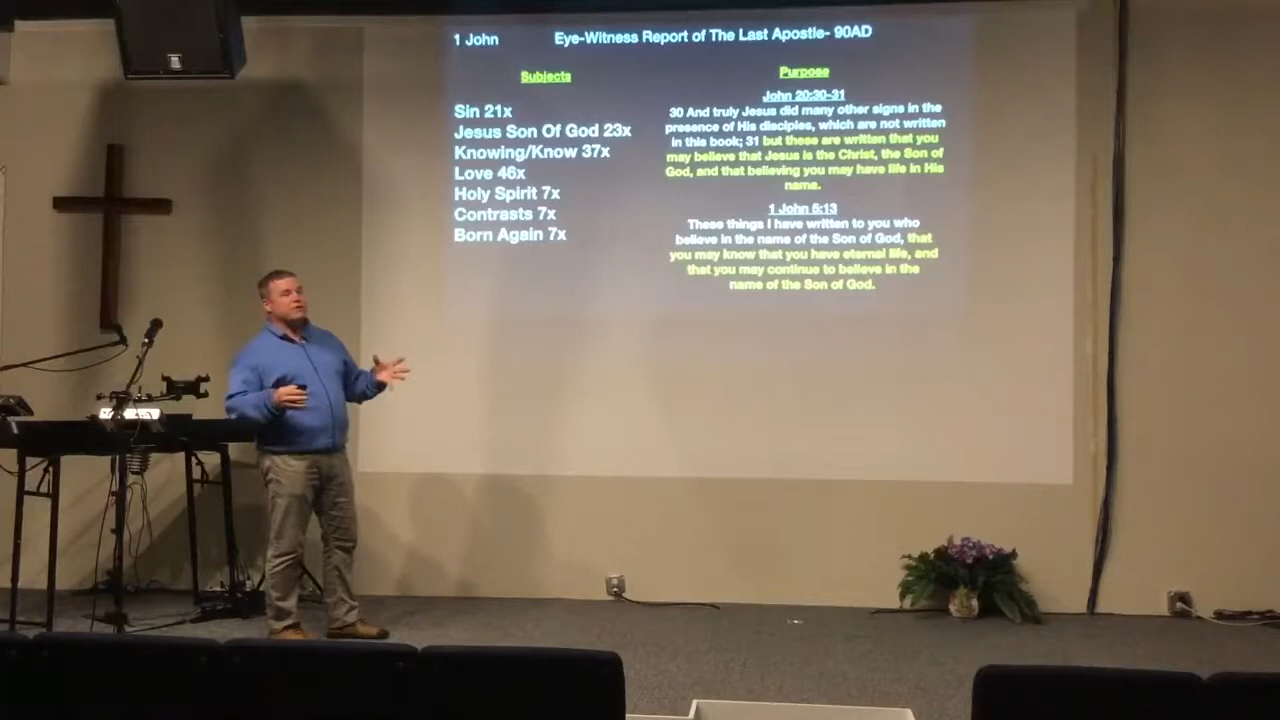 1 John
Eye-Witness Report of The Last Apostle- 90AD
Subjects
Sin 21x
Jesus Son Of God 23x
Knowing/Know 37x
Love 46x
Holy Spirit 7x
Contrasts 7x
Born Again 7x
Purpose
John 20:30-31
30 And truly Jesus did many other signs in the
presence of His disciples, which are not written
in this book; 31 but these are written that you
may believe that Jesus is the Christ, the Son of
God, and that believing you may have life in His
name.
1 John 5:13
These things I have written to you who
believe in the name of the Son of God, that
you may know that you have eternal life, and
that you may continue to believe in the
name of the Son of God.